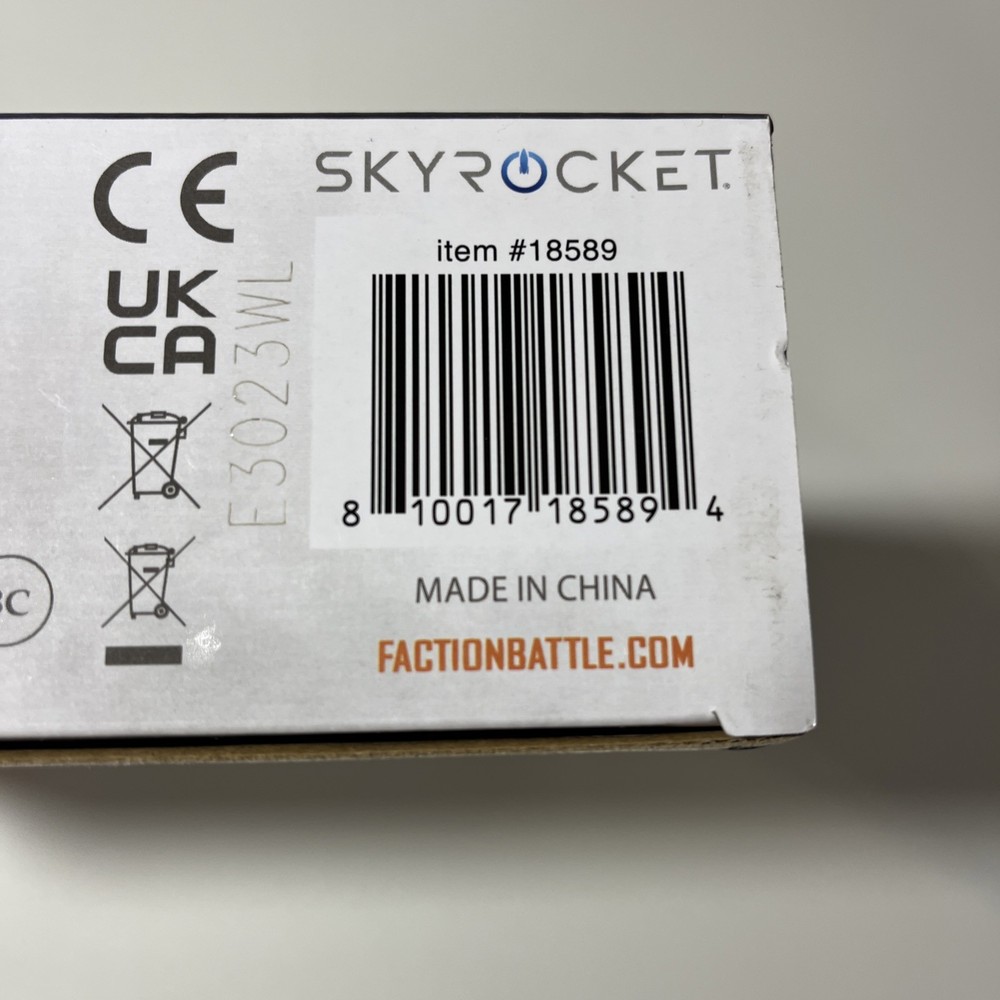 CE
UK
CA
E3023WL
SKYROCKET®
item #18589
8 10017 18589 4
MADE IN CHINA
FACTIONBATTLE.COM